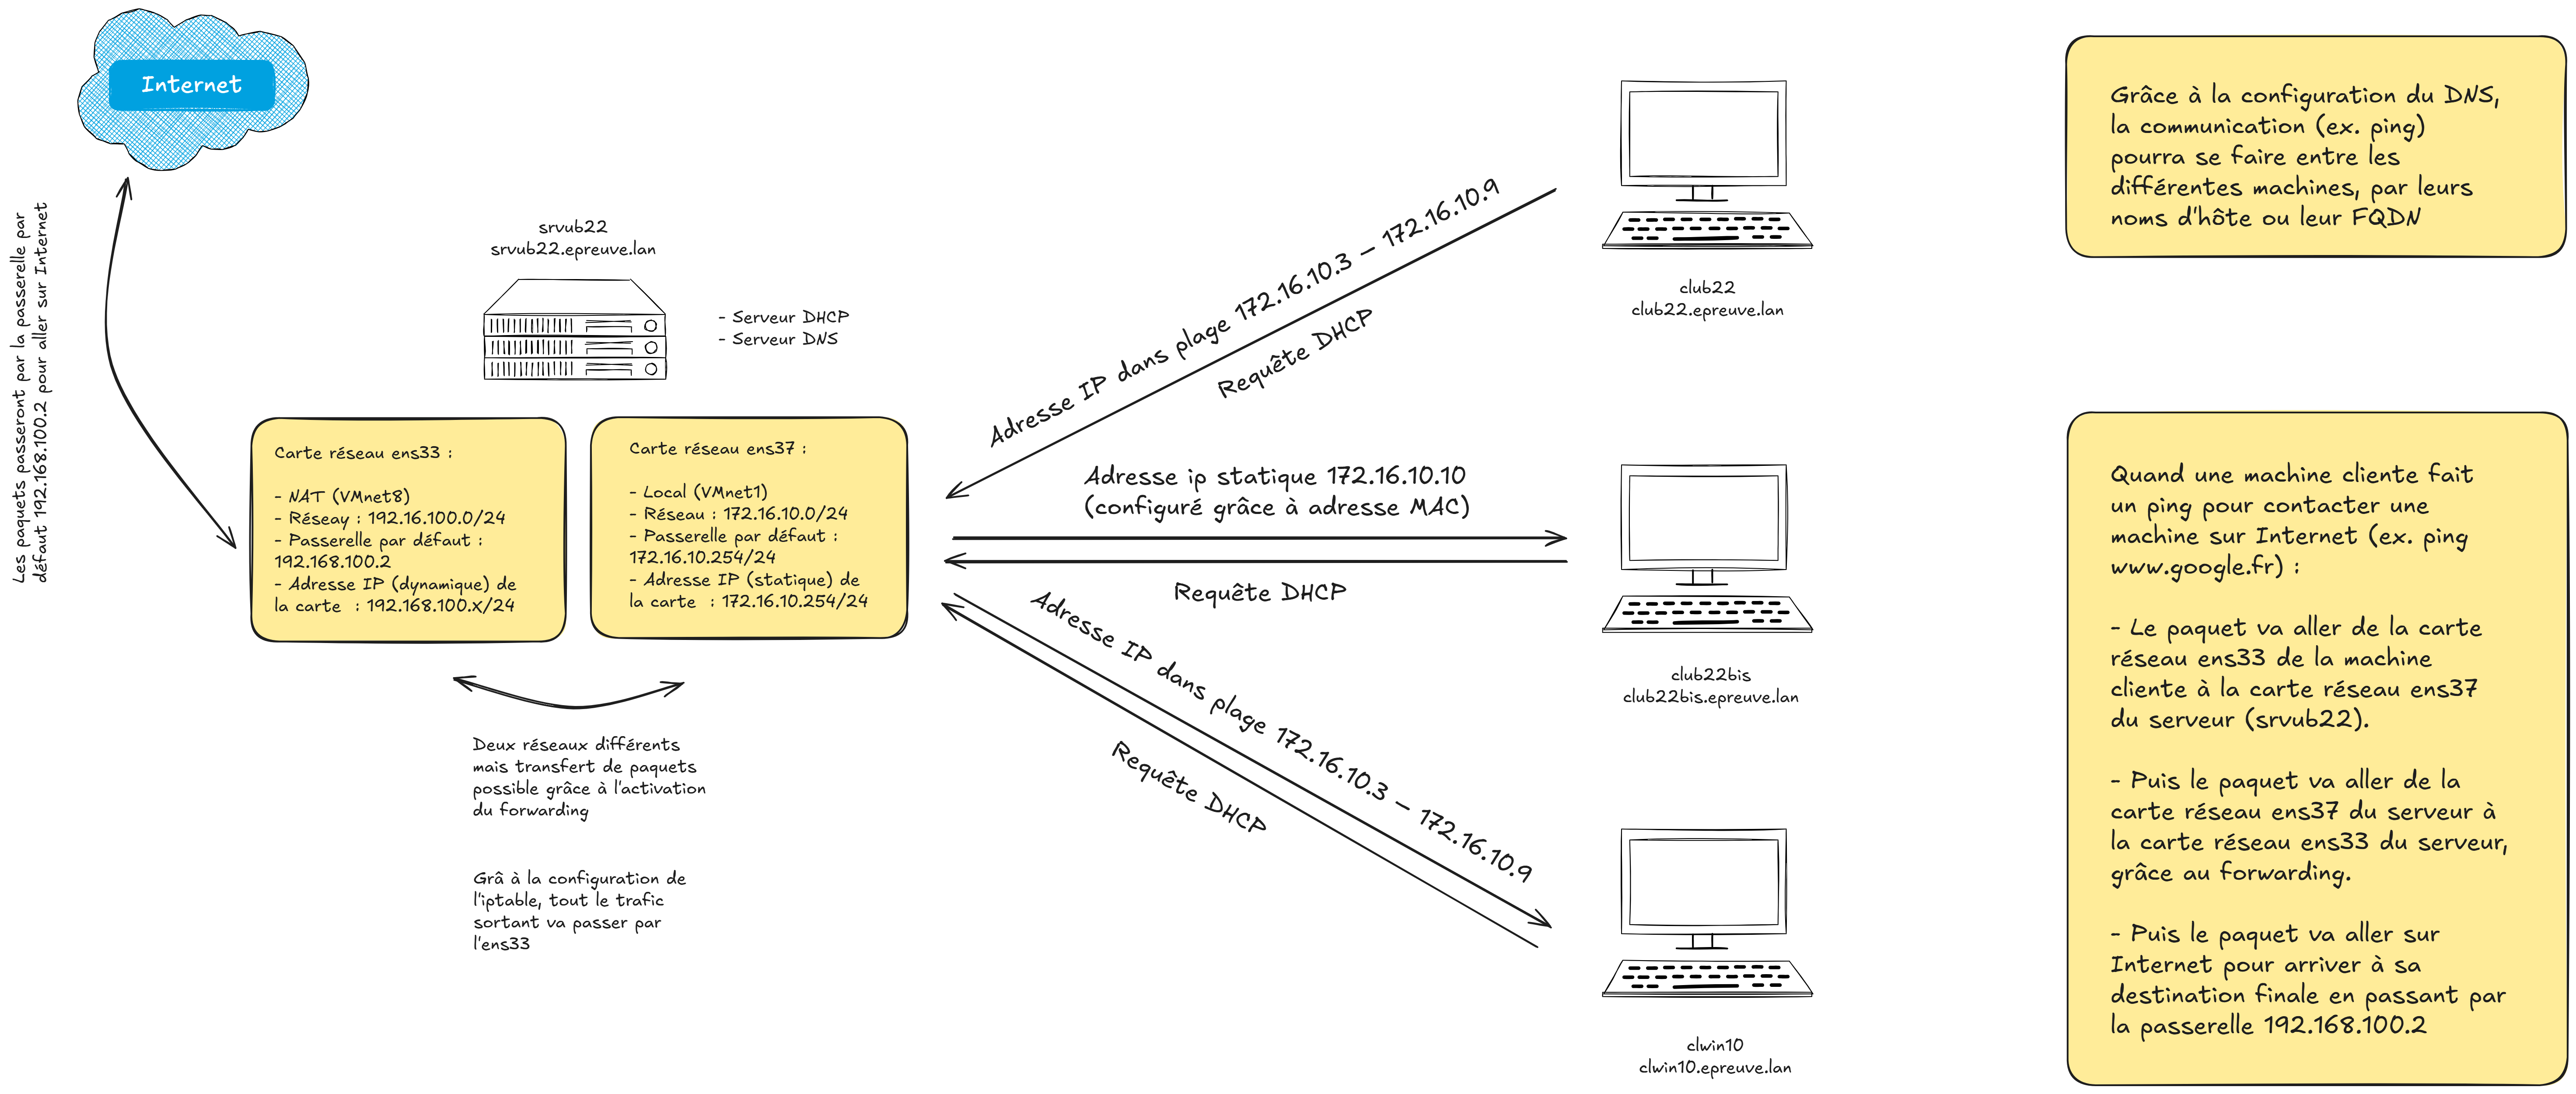 Internet
Les paquets passeront par la passerelle par
défaut 192.168.100.2 pour aller sur Internet
srvub22
srvub22.epreuve.lan
- Serveur DHCP
- Serveur DNS
Carte réseau ens33 :
- NAT (VMnet8)
- Réseay : 192.16.100.0/24
- Passerelle par défaut :
192.168.100.2
- Adresse IP (dynamique) de
la carte  : 192.168.100.x/24
Carte réseau ens37 :
- Local (VMnet1)
- Réseau : 172.16.10.0/24
- Passerelle par défaut :
172.16.10.254/24
- Adresse IP (statique) de
la carte  : 172.16.10.254/24
Deux réseaux différents
mais transfert de paquets
possible grâce à l'activation
du forwarding
Grâ à la configuration de
l'iptable, tout le trafic
sortant va passer par
l'ens33
Adresse IP dans plage 172.16.10.3 - 172.16.10.9
Requête DHCP
Adresse ip statique 172.16.10.10
(configuré grâce à adresse MAC)
Requête DHCP
Adresse IP dans plage 172.16.10.3 - 172.16.10.9
Requête DHCP
club22
club22.epreuve.lan
club22bis
club22bis.epreuve.lan
clwin10
clwin10.epreuve.lan
Grâce à la configuration du DNS,
la communication (ex. ping)
pourra se faire entre les
différentes machines, par leurs
noms d'hôte ou leur FQDN
Quand une machine cliente fait
un ping pour contacter une
machine sur Internet (ex. ping
www.google.fr) :
- Le paquet va aller de la carte
réseau ens33 de la machine
cliente à la carte réseau ens37
du serveur (srvub22).
- Puis le paquet va aller de la
carte réseau ens37 du serveur à
la carte réseau ens33 du serveur,
grâce au forwarding.
- Puis le paquet va aller sur
Internet pour arriver à sa
destination finale en passant par
la passerelle 192.168.100.2